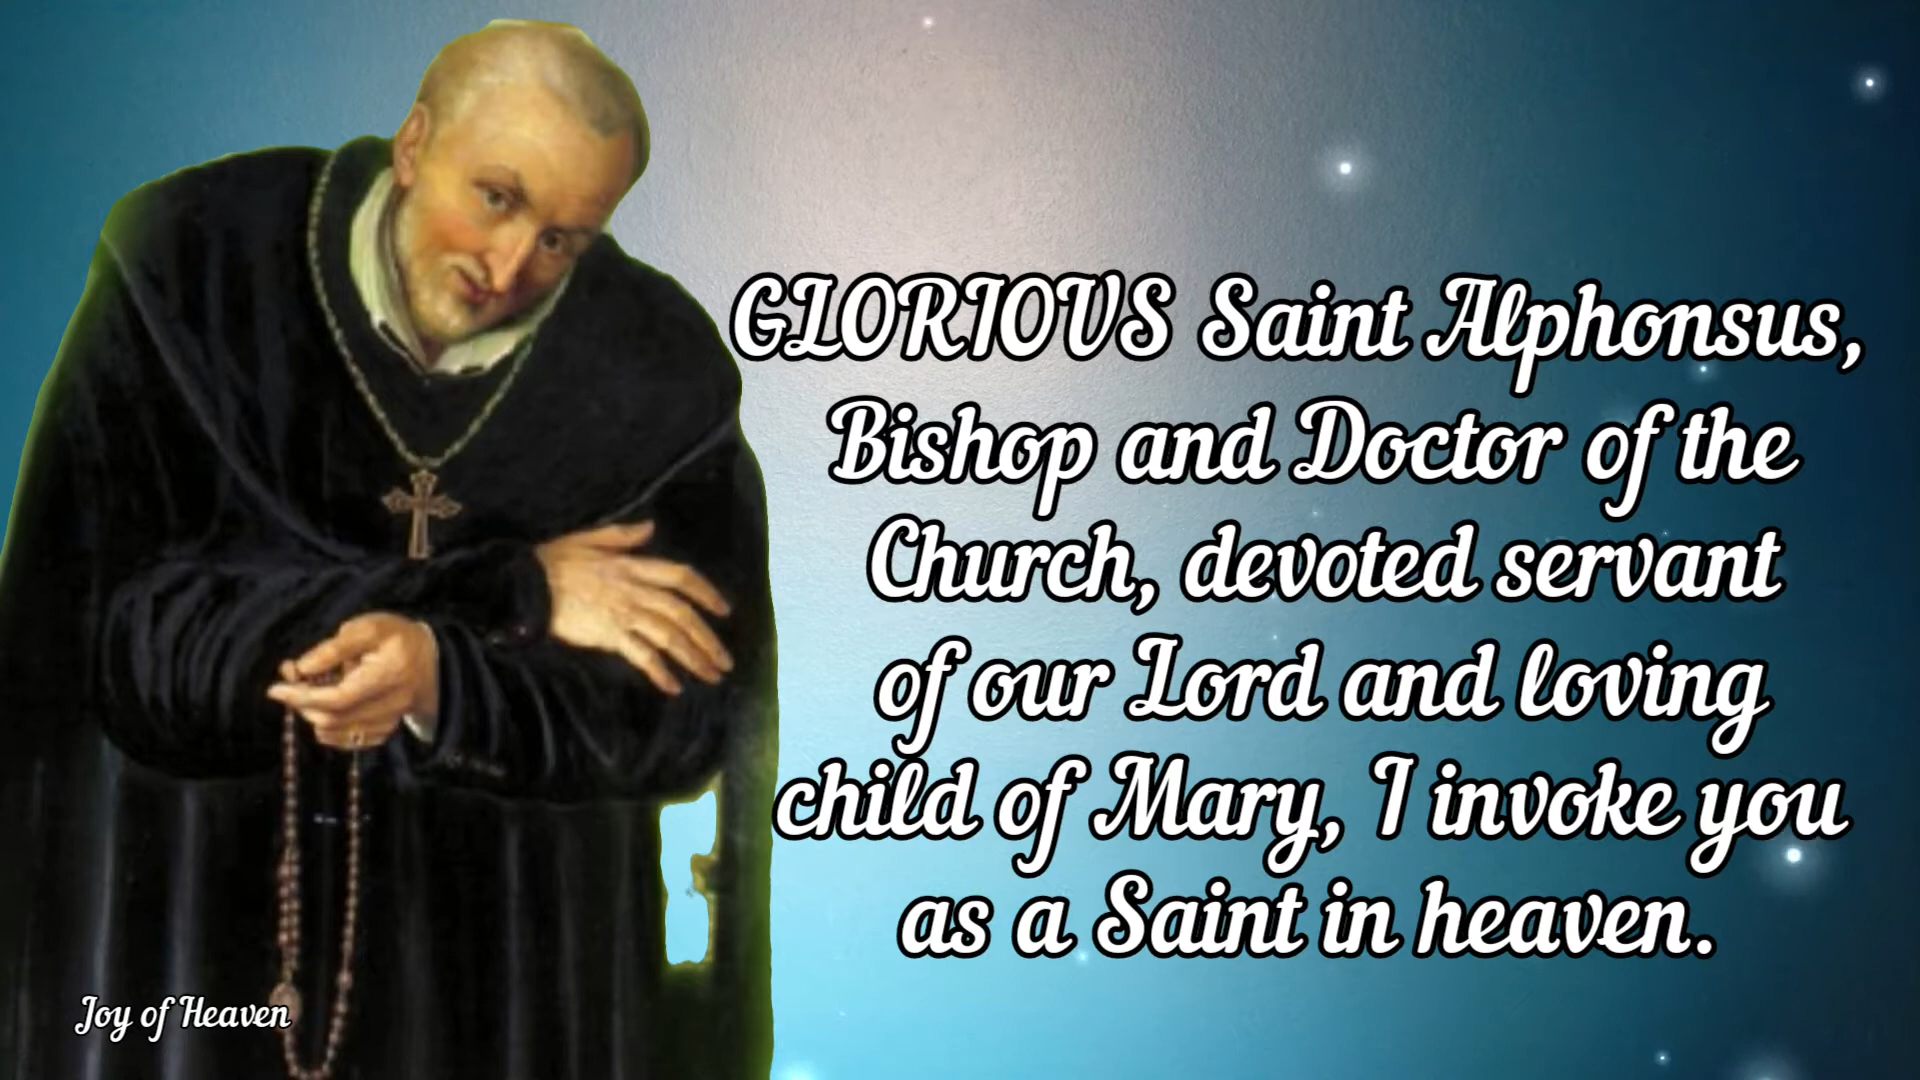 GLORIOUS Saint Alphonsus,
Bishop and Doctor of the
Church, devoted servant
of our Lord and loving
child of Mary, I invoke you
as a Saint in heaven.
Joy of Heaven